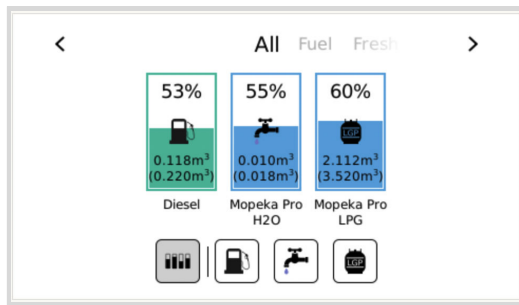 All Fuel Fresh
53% 55% 60%
LGP
0.118m³ 0.010m³ 2.112m³
(0.220m³) (0.018m³) (3.520m³)
Diesel Mopeka Pro Mopeka Pro
H2O LPG
LGP